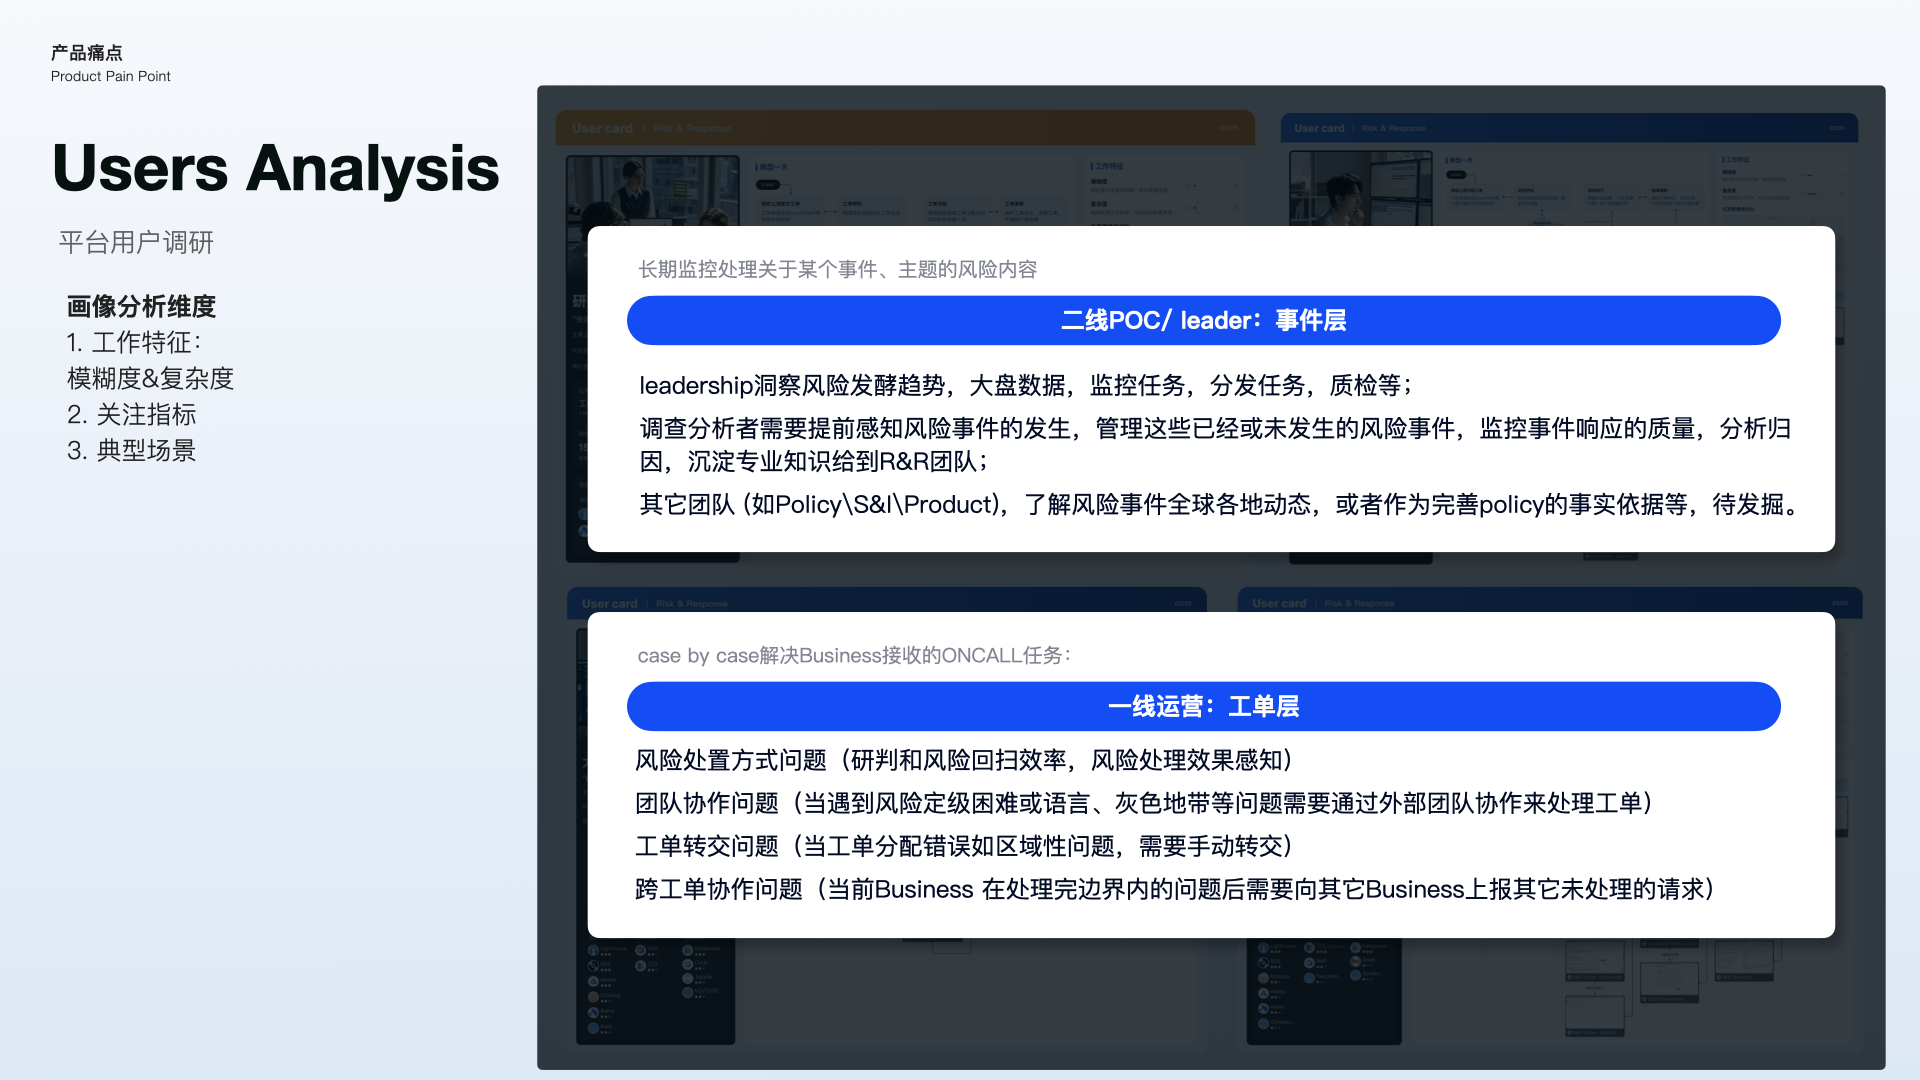 产品痛点
Product Pain Point
Users Analysis
平台用户调研
画像分析维度
1. 工作特征：
模糊度&复杂度
2. 关注指标
3. 典型场景
User card | Risk & Response
User card | Risk & Response
典型一天
工作特征
长期监控处理关于某个事件、主题的风险内容
二线POC/ leader：事件层
leadership洞察风险发酵趋势，大盘数据，监控任务，分发任务，质检等；
调查分析者需要提前感知风险事件的发生，管理这些已经或未发生的风险事件，监控事件响应的质量，分析归
因，沉淀专业知识给到R&R团队；
其它团队 (如Policy\S&I\Product)，了解风险事件全球各地动态，或者作为完善policy的事实依据等，待发掘。
User card | Risk & Response
User card | Risk & Response
case by case解决Business接收的ONCALL任务：
一线运营：工单层
风险处置方式问题（研判和风险回扫效率，风险处理效果感知）
团队协作问题（当遇到风险定级困难或语言、灰色地带等问题需要通过外部团队协作来处理工单）
工单转交问题（当工单分配错误如区域性问题，需要手动转交）
跨工单协作问题（当前Business 在处理完边界内的问题后需要向其它Business上报其它未处理的请求）